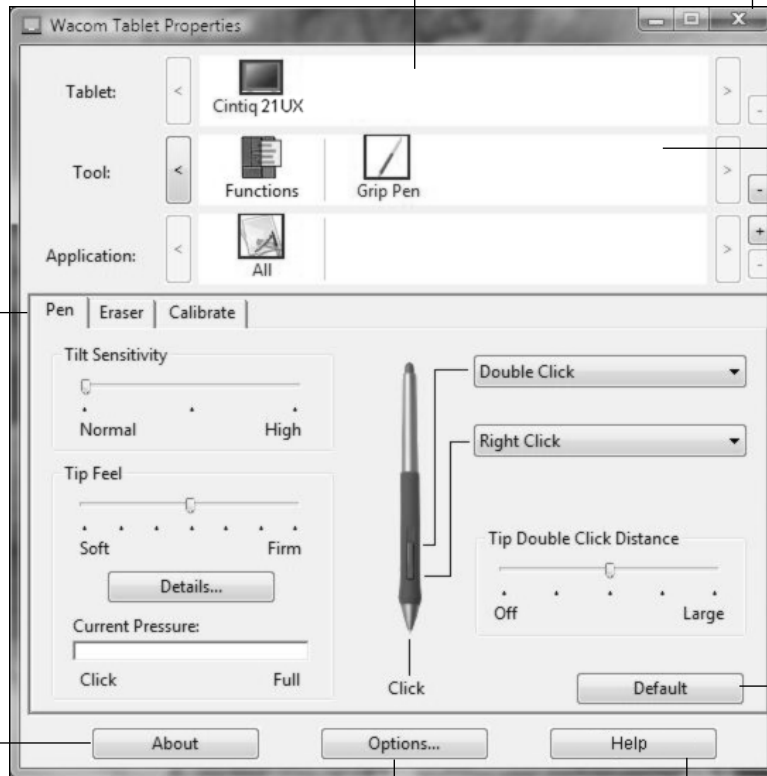 Wacom Tablet Properties
Tablet:
Cintiq 21UX
Tool:
Functions
Grip Pen
Application:
All
Pen
Eraser
Calibrate
Tilt Sensitivity
Normal
High
Tip Feel
Soft
Firm
Details...
Current Pressure:
Click
Full
Click
Double Click
Right Click
Tip Double Click Distance
Off
Large
Default
About
Options...
Help